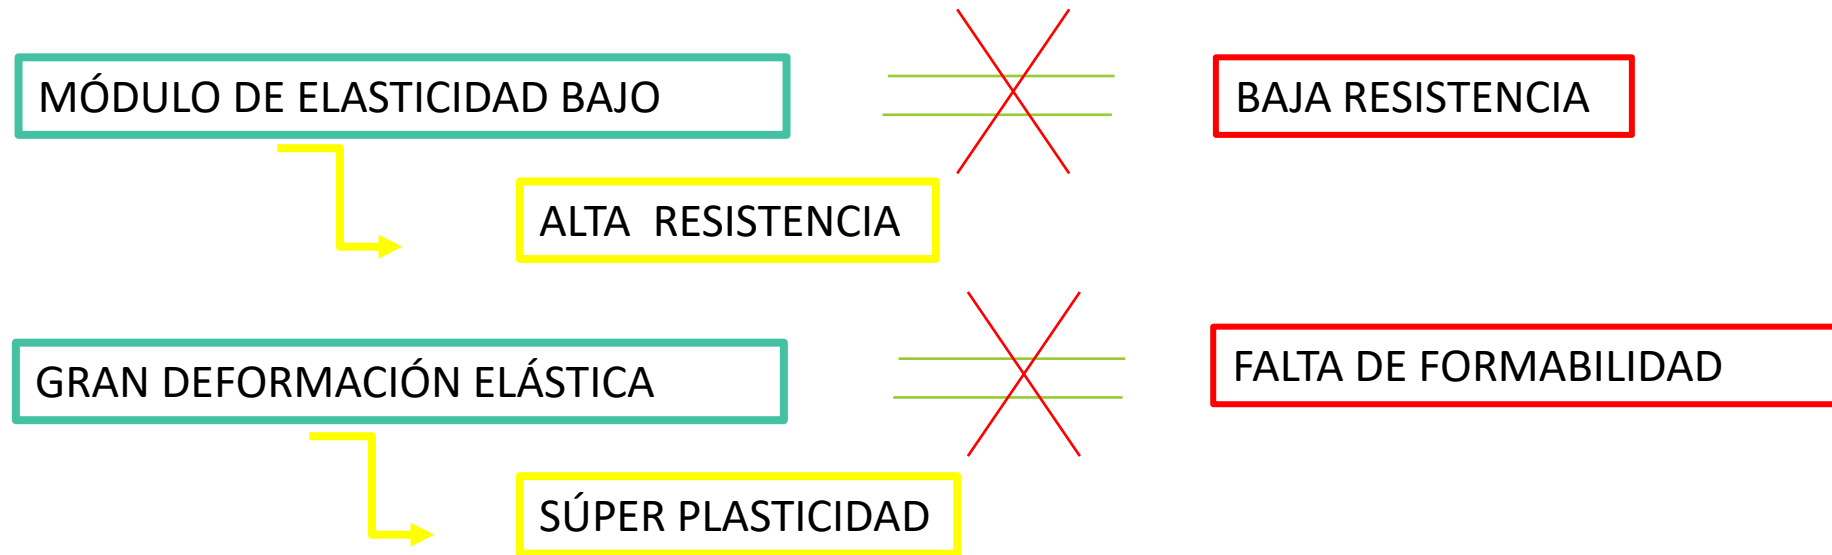 MÓDULO DE ELASTICIDAD BAJO
BAJA RESISTENCIA
ALTA RESISTENCIA
GRAN DEFORMACIÓN ELÁSTICA
FALTA DE FORMABILIDAD
SÚPER PLASTICIDAD